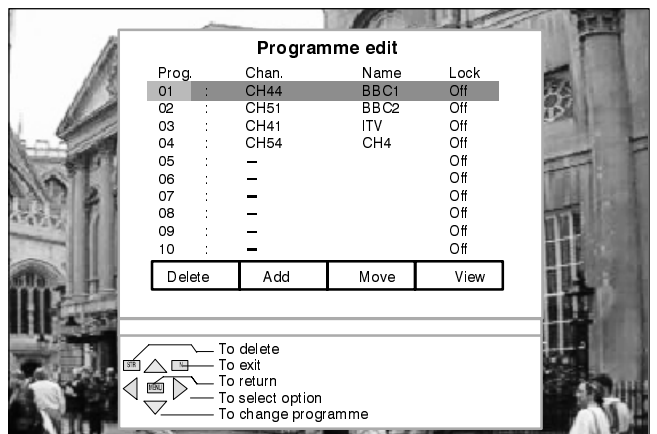 Programme edit
Prog. Chan. Name Lock
01 : CH44 BBC1 Off
02 : CH51 BBC2 Off
03 : CH41 ITV Off
04 : CH54 CH4 Off
05 : – Off
06 : – Off
07 : – Off
08 : – Off
09 : – Off
10 : – Off
Delete Add Move View
To delete
STR N To exit
MENU To return
To select option
To change programme